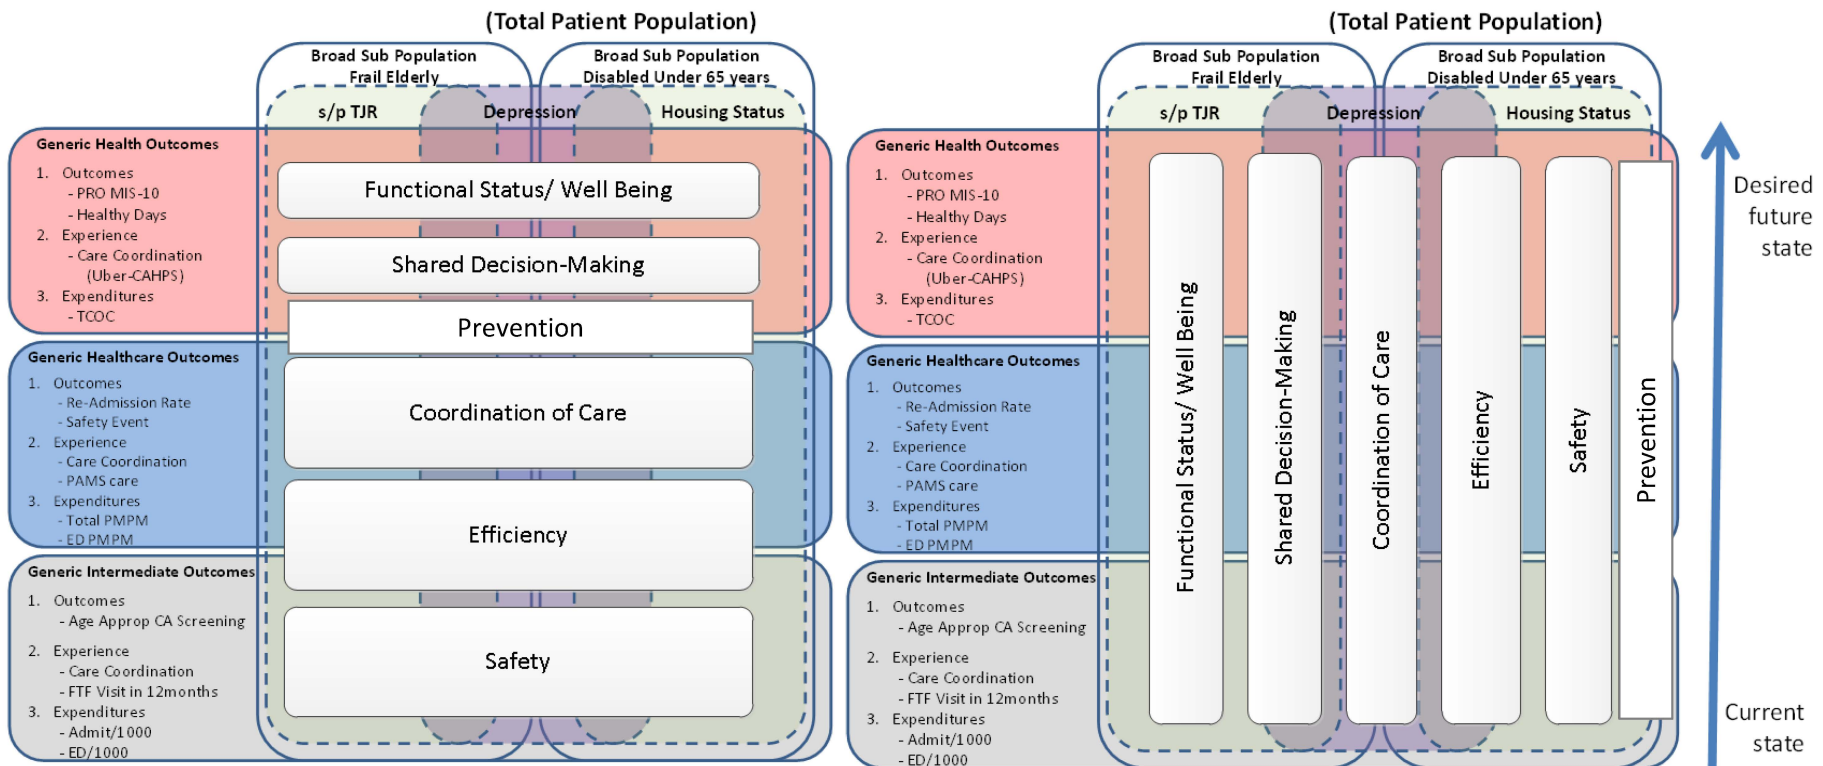 (Total Patient Population)
Broad Sub Population
Frail Elderly
Broad Sub Population
Disabled Under 65 years
s/p TJR
Depression
Housing Status
Generic Health Outcomes
1. Outcomes
- PRO MIS-10
- Healthy Days
2. Experience
- Care Coordination
(Uber-CAHPS)
3. Expenditures
- TCOC
Generic Healthcare Outcomes
1. Outcomes
- Re-Admission Rate
- Safety Event
2. Experience
- Care Coordination
- PAMS care
3. Expenditures
- Total PMPM
- ED PMPM
Generic Intermediate Outcomes
1. Outcomes
- Age Approp CA Screening
2. Experience
- Care Coordination
- FTF Visit in 12months
3. Expenditures
- Admit/1000
- ED/1000
Functional Status/ Well Being
Shared Decision-Making
Prevention
Coordination of Care
Efficiency
Safety
(Total Patient Population)
Broad Sub Population
Frail Elderly
Broad Sub Population
Disabled Under 65 years
s/p TJR
Depression
Housing Status
Generic Health Outcomes
1. Outcomes
- PRO MIS-10
- Healthy Days
2. Experience
- Care Coordination
(Uber-CAHPS)
3. Expenditures
- TCOC
Generic Healthcare Outcomes
1. Outcomes
- Re-Admission Rate
- Safety Event
2. Experience
- Care Coordination
- PAMS care
3. Expenditures
- Total PMPM
- ED PMPM
Generic Intermediate Outcomes
1. Outcomes
- Age Approp CA Screening
2. Experience
- Care Coordination
- FTF Visit in 12months
3. Expenditures
- Admit/1000
- ED/1000
Functional Status/ Well Being
Shared Decision-Making
Coordination of Care
Efficiency
Safety
Prevention
Desired
future
state
Current
state